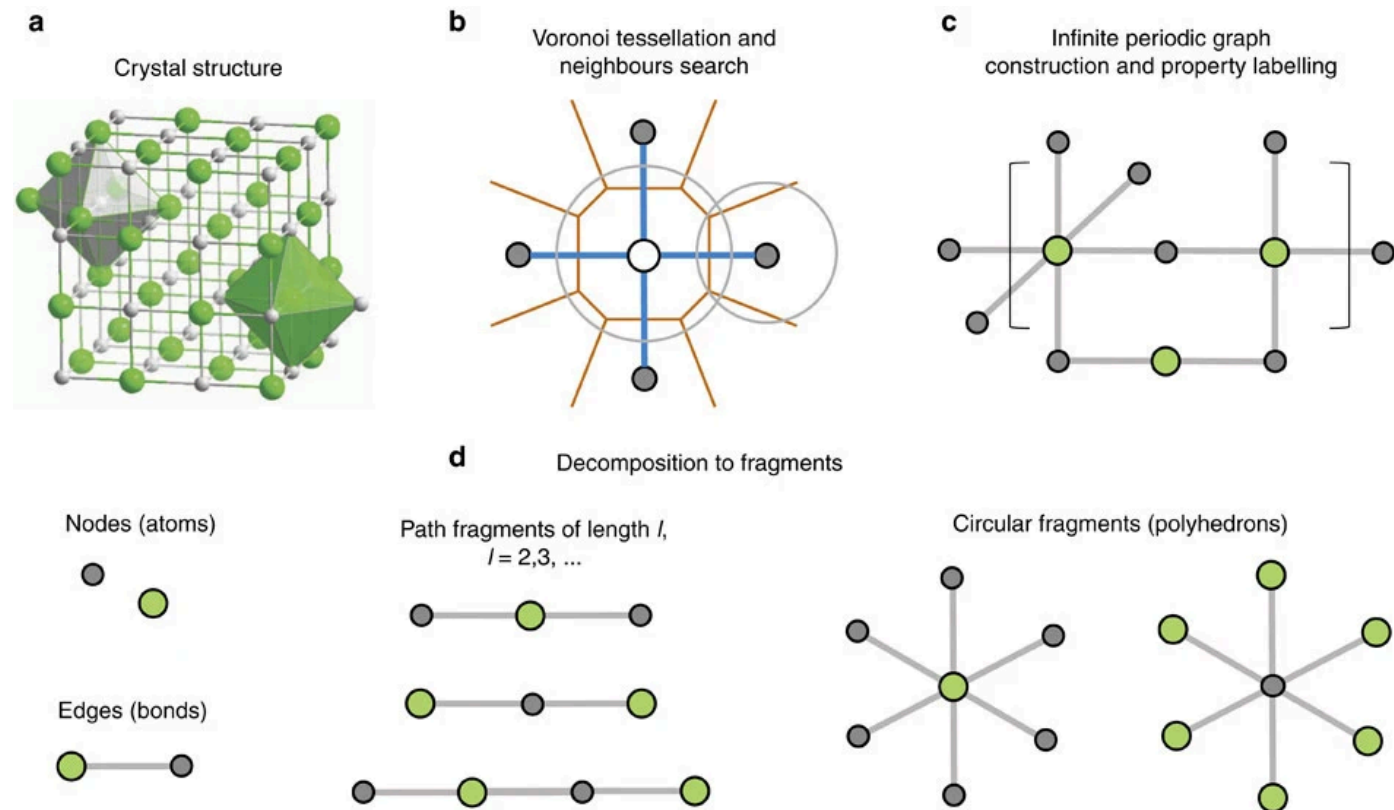 a
Crystal structure
b
Voronoi tessellation and
neighbours search
c
Infinite periodic graph
construction and property labelling
d
Decomposition to fragments
Nodes (atoms)
Edges (bonds)
Path fragments of length l,
l = 2,3, ...
Circular fragments (polyhedrons)